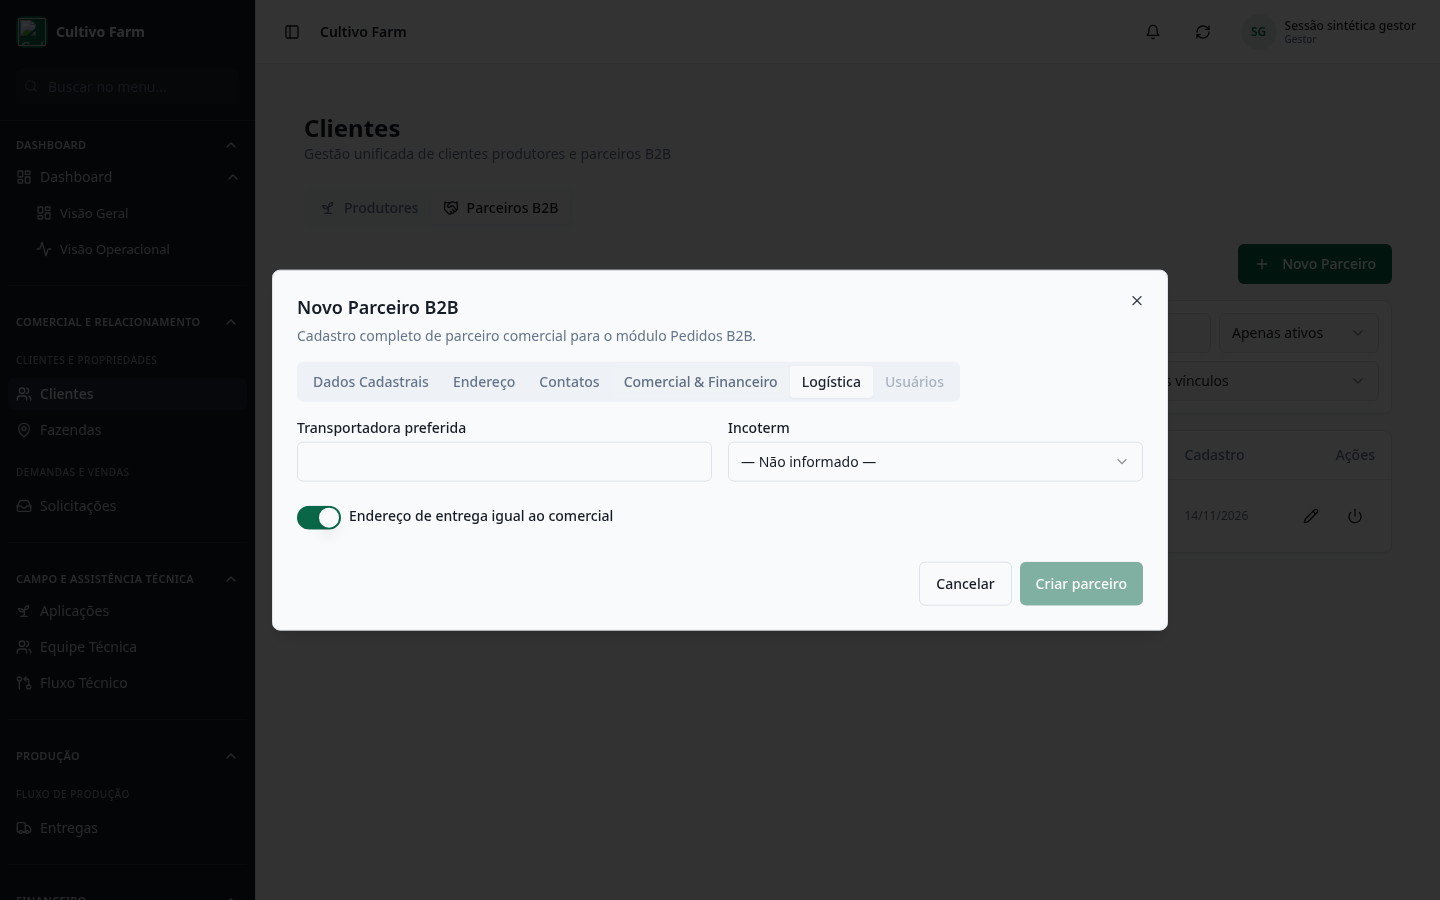 Cultivo Farm
Buscar no menu...
DASHBOARD
Dashboard
Visão Geral
Visão Operacional
COMERCIAL E RELACIONAMENTO
CLIENTES E PROPRIEDADES
Clientes
Fazendas
DEMANDAS E VENDAS
Solicitações
CAMPO E ASSISTÊNCIA TÉCNICA
Aplicações
Equipe Técnica
Fluxo Técnico
PRODUÇÃO
FLUXO DE PRODUÇÃO
Entregas
FINANCEIRO
Cultivo Farm
SG
Sessão sintética gestor
Gestor
Clientes
Gestão unificada de clientes produtores e parceiros B2B
Produtores
Parceiros B2B
Novo Parceiro
Apenas ativos
vínculos
Cadastro
Ações
14/11/2026
Novo Parceiro B2B
Cadastro completo de parceiro comercial para o módulo Pedidos B2B.
Dados Cadastrais
Endereço
Contatos
Comercial & Financeiro
Logística
Usuários
Transportadora preferida
Incoterm
— Não informado —
Endereço de entrega igual ao comercial
Cancelar
Criar parceiro